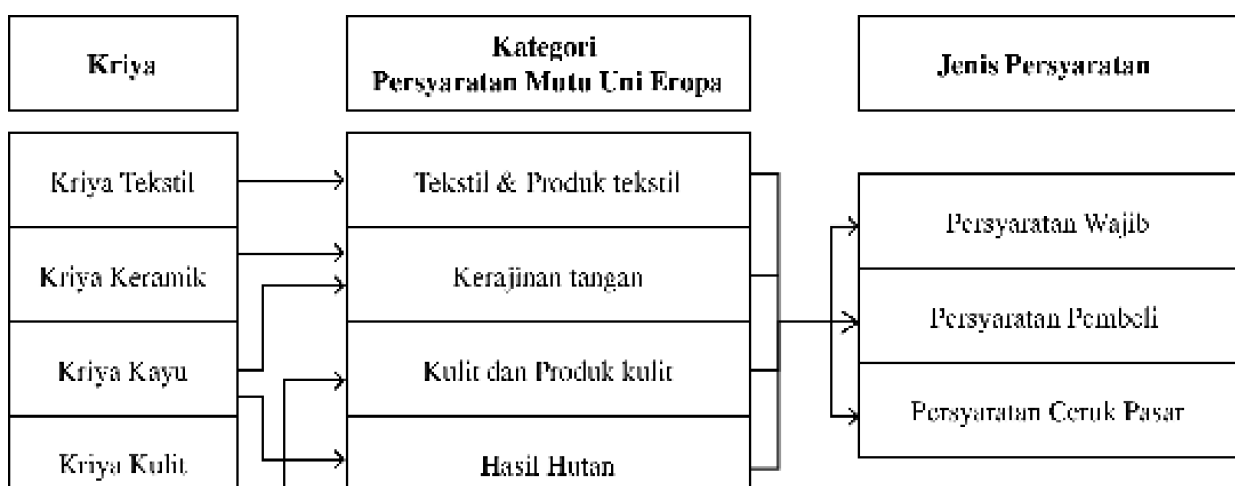 Kriya
Kategori
Persyaratan Mutu Uni Eropa
Jenis Persyaratan
Kriya Tekstil
Kriya Keramik
Kriya Kayu
Kriya Kulit
Tekstil & Produk tekstil
Kerajinan tangan
Kulit dan Produk kulit
Hasil Hutan
Persyaratan Wajib
Persyaratan Pembeli
Persyaratan Ceruk Pasar